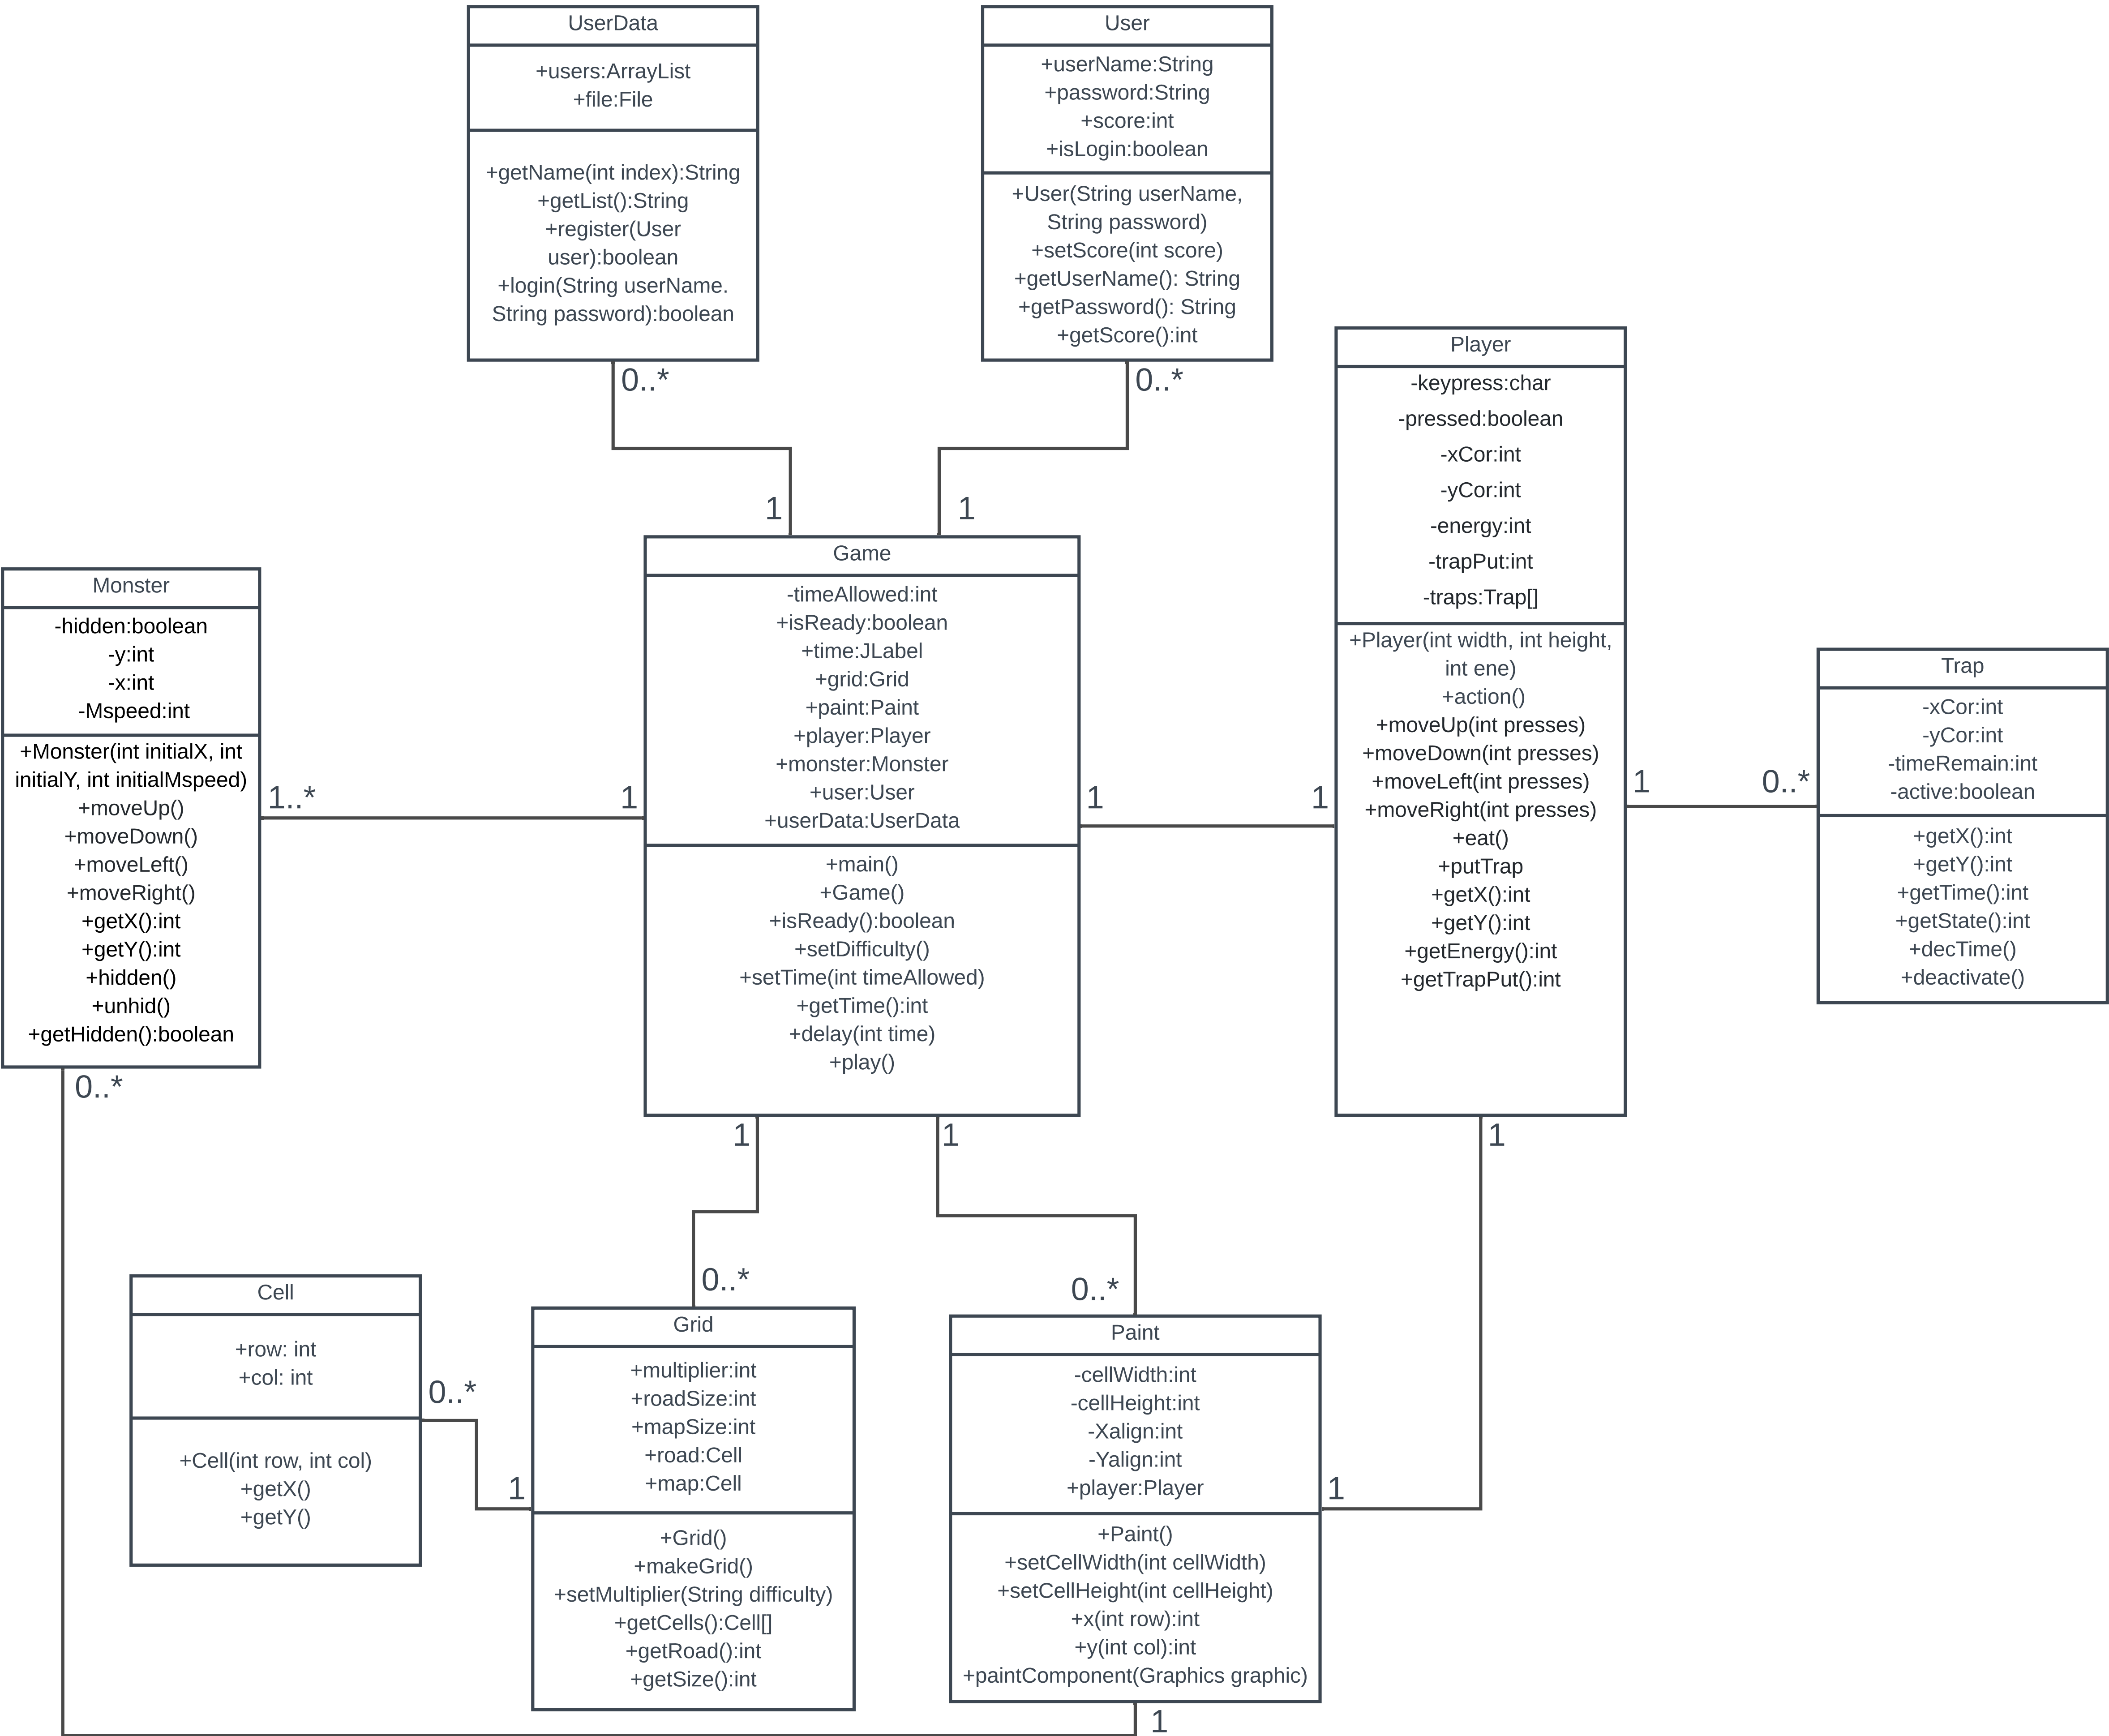 UserData
+users:ArrayList
+file:File
+getName(int index):String
+getList():String
+register(User
user):boolean
+login(String userName.
String password):boolean
0..*
1
User
+userName:String
+password:String
+score:int
+isLogin:boolean
+User(String userName,
String password)
+setScore(int score)
+getUserName(): String
+getPassword(): String
+getScore():int
0..*
1
Monster
-hidden:boolean
-y:int
-x:int
-Mspeed:int
+Monster(int initialX, int
initialY, int initialMspeed)
+moveUp()
+moveDown()
+moveLeft()
+moveRight()
+getX():int
+getY():int
+hidden()
+unhid()
+getHidden():boolean
1..*
1
0..*
Game
-timeAllowed:int
+isReady:boolean
+time:JLabel
+grid:Grid
+paint:Paint
+player:Player
+monster:Monster
+user:User
+userData:UserData
+main()
+Game()
+isReady():boolean
+setDifficulty()
+setTime(int timeAllowed)
+getTime():int
+delay(int time)
+play()
1
1
1
1
Player
-keypress:char
-pressed:boolean
-xCor:int
-yCor:int
-energy:int
-trapPut:int
-traps:Trap[]
+Player(int width, int height,
int ene)
+action()
+moveUp(int presses)
+moveDown(int presses)
+moveLeft(int presses)
+moveRight(int presses)
+eat()
+putTrap
+getX():int
+getY():int
+getEnergy():int
+getTrapPut():int
1
0..*
1
Trap
-xCor:int
-yCor:int
-timeRemain:int
-active:boolean
+getX():int
+getY():int
+getTime():int
+getState():int
+decTime()
+deactivate()
Cell
+row: int
+col: int
+Cell(int row, int col)
+getX()
+getY()
0..*
1
0..*
Grid
+multiplier:int
+roadSize:int
+mapSize:int
+road:Cell
+map:Cell
+Grid()
+makeGrid()
+setMultiplier(String difficulty)
+getCells():Cell[]
+getRoad():int
+getSize():int
0..*
Paint
-cellWidth:int
-cellHeight:int
-Xalign:int
-Yalign:int
+player:Player
+Paint()
+setCellWidth(int cellWidth)
+setCellHeight(int cellHeight)
+x(int row):int
+y(int col):int
+paintComponent(Graphics graphic)
1
1